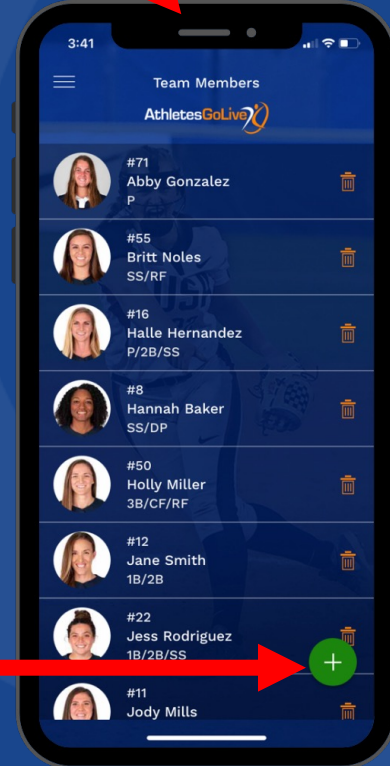 3:41
Team Members
AthletesGoLive
#71
Abby Gonzalez
P
#55
Britt Noles
SS/RF
#16
Halle Hernandez
P/2B/SS
#8
Hannah Baker
SS/DP
#50
Holly Miller
3B/CF/RF
#12
Jane Smith
1B/2B
#22
Jess Rodriguez
1B/2B/SS
+
#11
Jody Mills